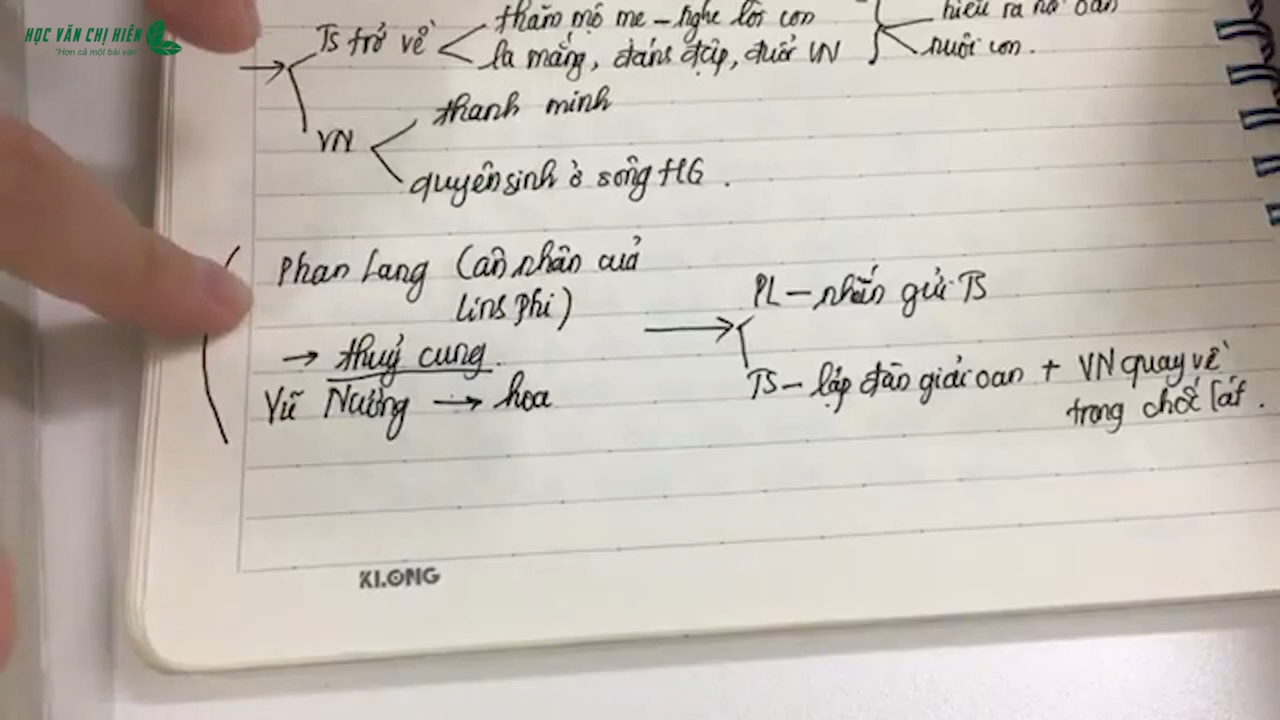 HỌC VĂN CHỊ HIÊN
"Hơn cả một bài văn"
TS trở về
thăm mộ mẹ – nghe lời con
la mắng, đánh đập, đuổi VN
hiểu ra nỗi oan
nuôi con.
VN
thanh minh
quyên sinh ở sông HG.
Phan Lang (ân nhân của
Linh Phi)
→ thuỷ cung.
Vũ Nương → hoa
PL – nhắn gửi TS
TS – lập đàn giải oan + VN quay về
trong chốc lát.
KLONG